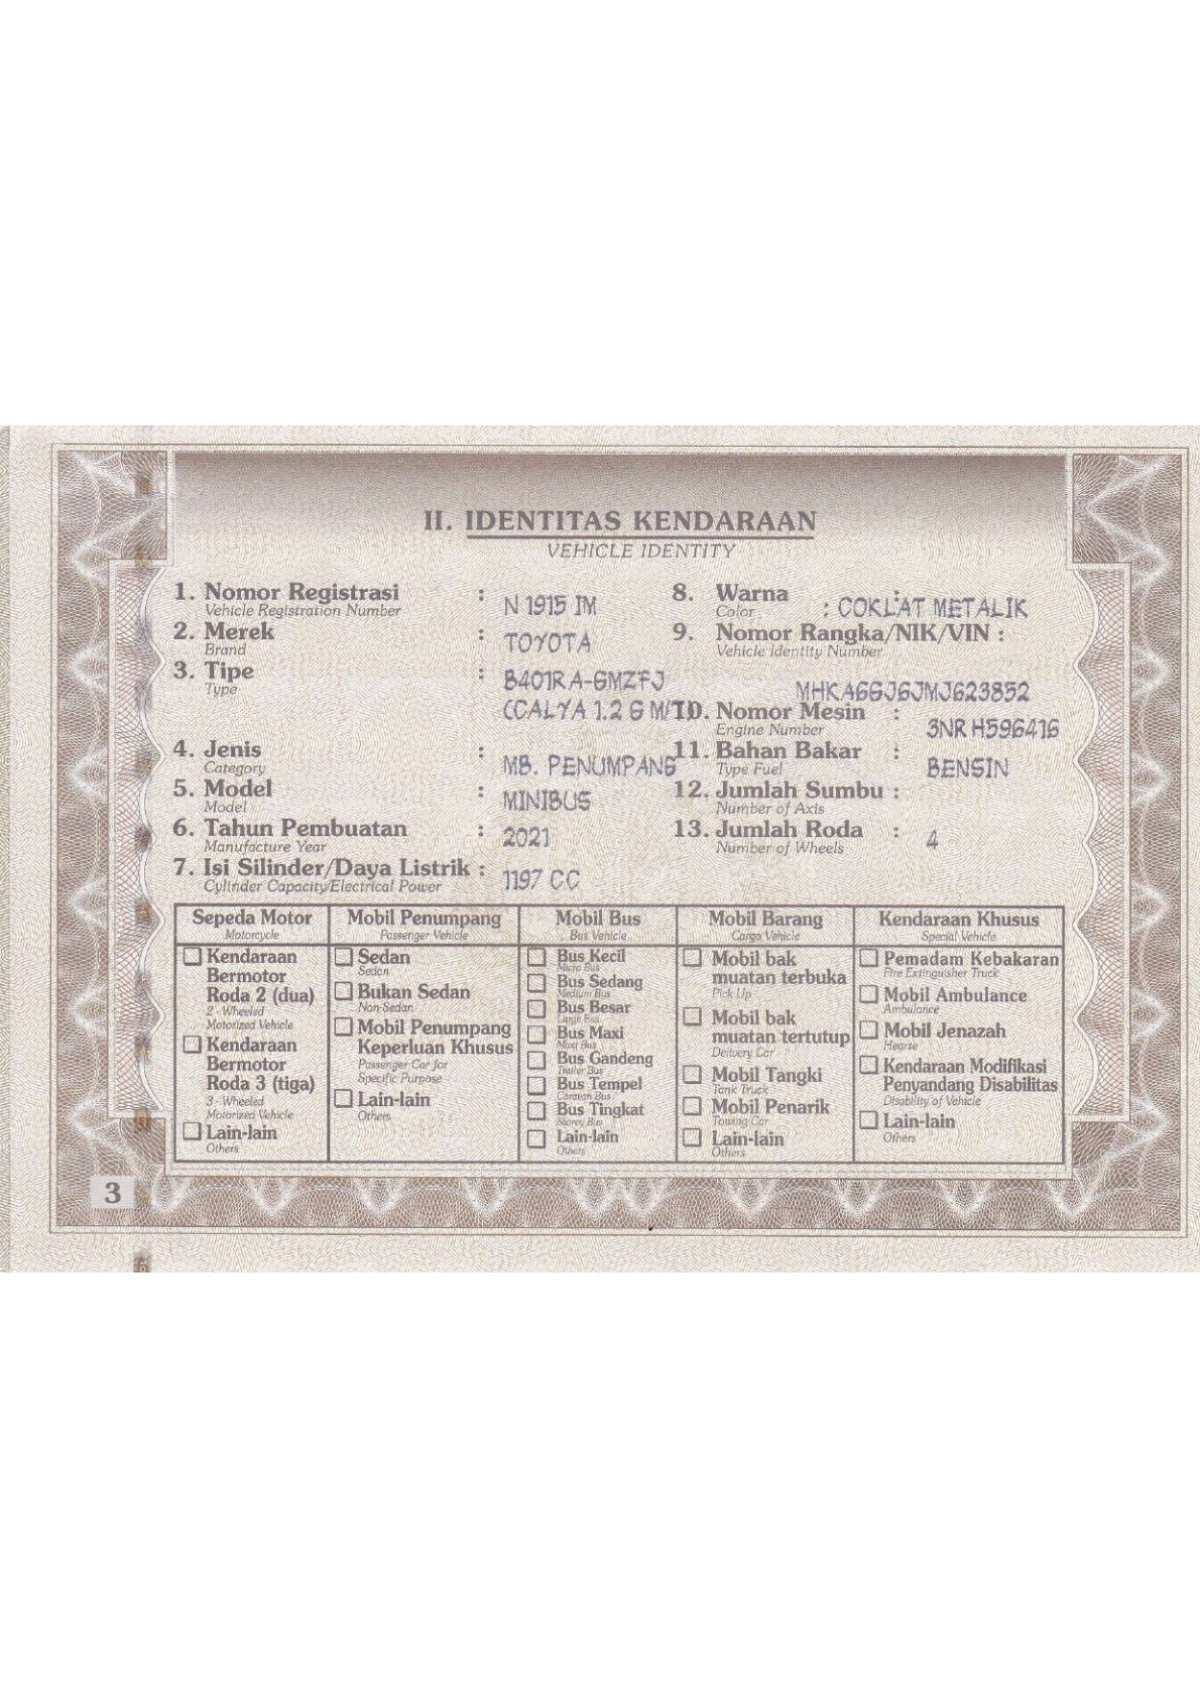 II. IDENTITAS KENDARAAN
VEHICLE IDENTITY
1. Nomor Registrasi : N 1915 IM
Vehicle Registration Number
2. Merek : TOYOTA
Brand
3. Tipe : B401RA-GMZFJ
Type
(CALYA 1.2 G M/T)
4. Jenis : MB. PENUMPANG
Category
5. Model : MINIBUS
Model
6. Tahun Pembuatan : 2021
Manufacture Year
7. Isi Silinder/Daya Listrik : 1197 CC
Cylinder Capacity/Electrical Power
8. Warna :
Color : COKLAT METALIK
9. Nomor Rangka/NIK/VIN :
Vehicle Identity Number
MHKA6GJ6JMJ623852
10. Nomor Mesin : 3NRH596416
Engine Number
11. Bahan Bakar : BENSIN
Type Fuel
12. Jumlah Sumbu :
Number of Axis
13. Jumlah Roda : 4
Number of Wheels
Sepeda Motor
Motorcycle
Kendaraan
Bermotor
Roda 2 (dua)
2 - Wheeled
Motorized Vehicle
Kendaraan
Bermotor
Roda 3 (tiga)
3 - Wheeled
Motorized Vehicle
Lain-lain
Others
Mobil Penumpang
Passenger Vehicle
Sedan
Sedan
Bukan Sedan
Non-Sedan
Mobil Penumpang
Keperluan Khusus
Passenger Car for
Specific Purpose
Lain-lain
Others
Mobil Bus
Bus Vehicle
Bus Kecil
Micro Bus
Bus Sedang
Medium Bus
Bus Besar
Large Bus
Bus Maxi
Maxi Bus
Bus Gandeng
Trailer Bus
Bus Tempel
Caravan Bus
Bus Tingkat
Storey Bus
Lain-lain
Others
Mobil Barang
Cargo Vehicle
Mobil bak
muatan terbuka
Pick Up
Mobil bak
muatan tertutup
Delivery Car
Mobil Tangki
Tank Truck
Mobil Penarik
Towing Car
Lain-lain
Others
Kendaraan Khusus
Special Vehicle
Pemadam Kebakaran
Fire Extinguisher Truck
Mobil Ambulance
Ambulance
Mobil Jenazah
Hearse
Kendaraan Modifikasi
Penyandang Disabilitas
Disability of Vehicle
Lain-lain
Others
3